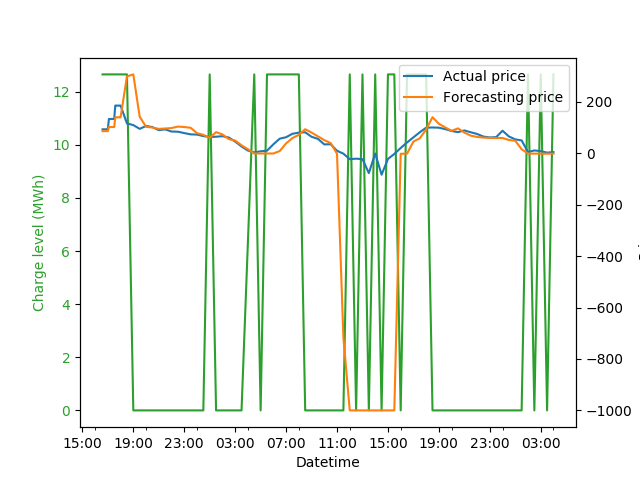 Actual price
Forecasting price
Charge level (MWh)
12
10
8
6
4
2
0
200
0
−200
−400
−600
−800
−1000
15:00 19:00 23:00 03:00 07:00 11:00 15:00 19:00 23:00 03:00
Datetime